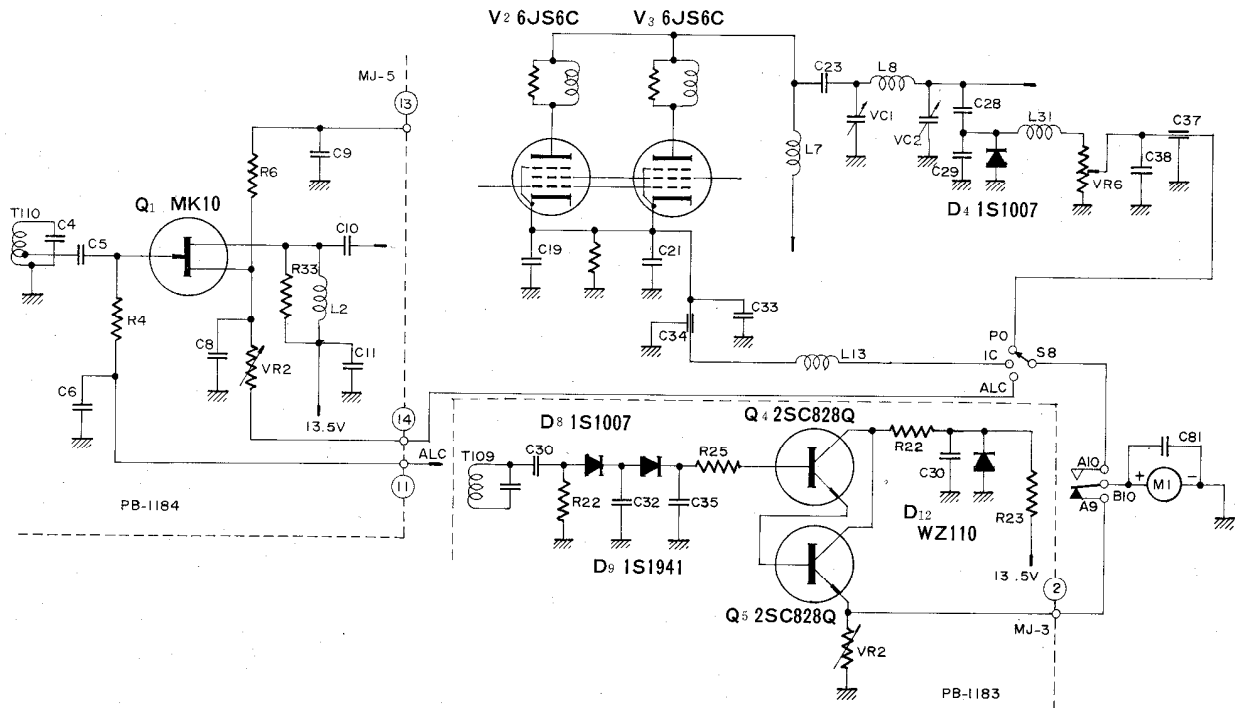 V2 6JS6C
V3 6JS6C
MJ-5
13
C23
L8
C28
L31
C37
VC1
VC2
C29
C38
VR6
D4 1S1007
L7
C9
R6
T110
C4
C5
Q1 MK10
C10
R33
L2
C19
C21
R4
C8
VR2
C11
13.5V
C6
C34
C33
L13
PO
IC
S8
ALC
14
ALC
11
PB-1184
D8 1S1007
T109
C30
R25
R22
C32
C35
D9 1S1941
Q4 2SC828Q
R22
C30
D12
WZ110
R23
13.5V
Q5 2SC828Q
VR2
2
MJ-3
PB-1183
A10
B10
A9
C81
+
M1
-